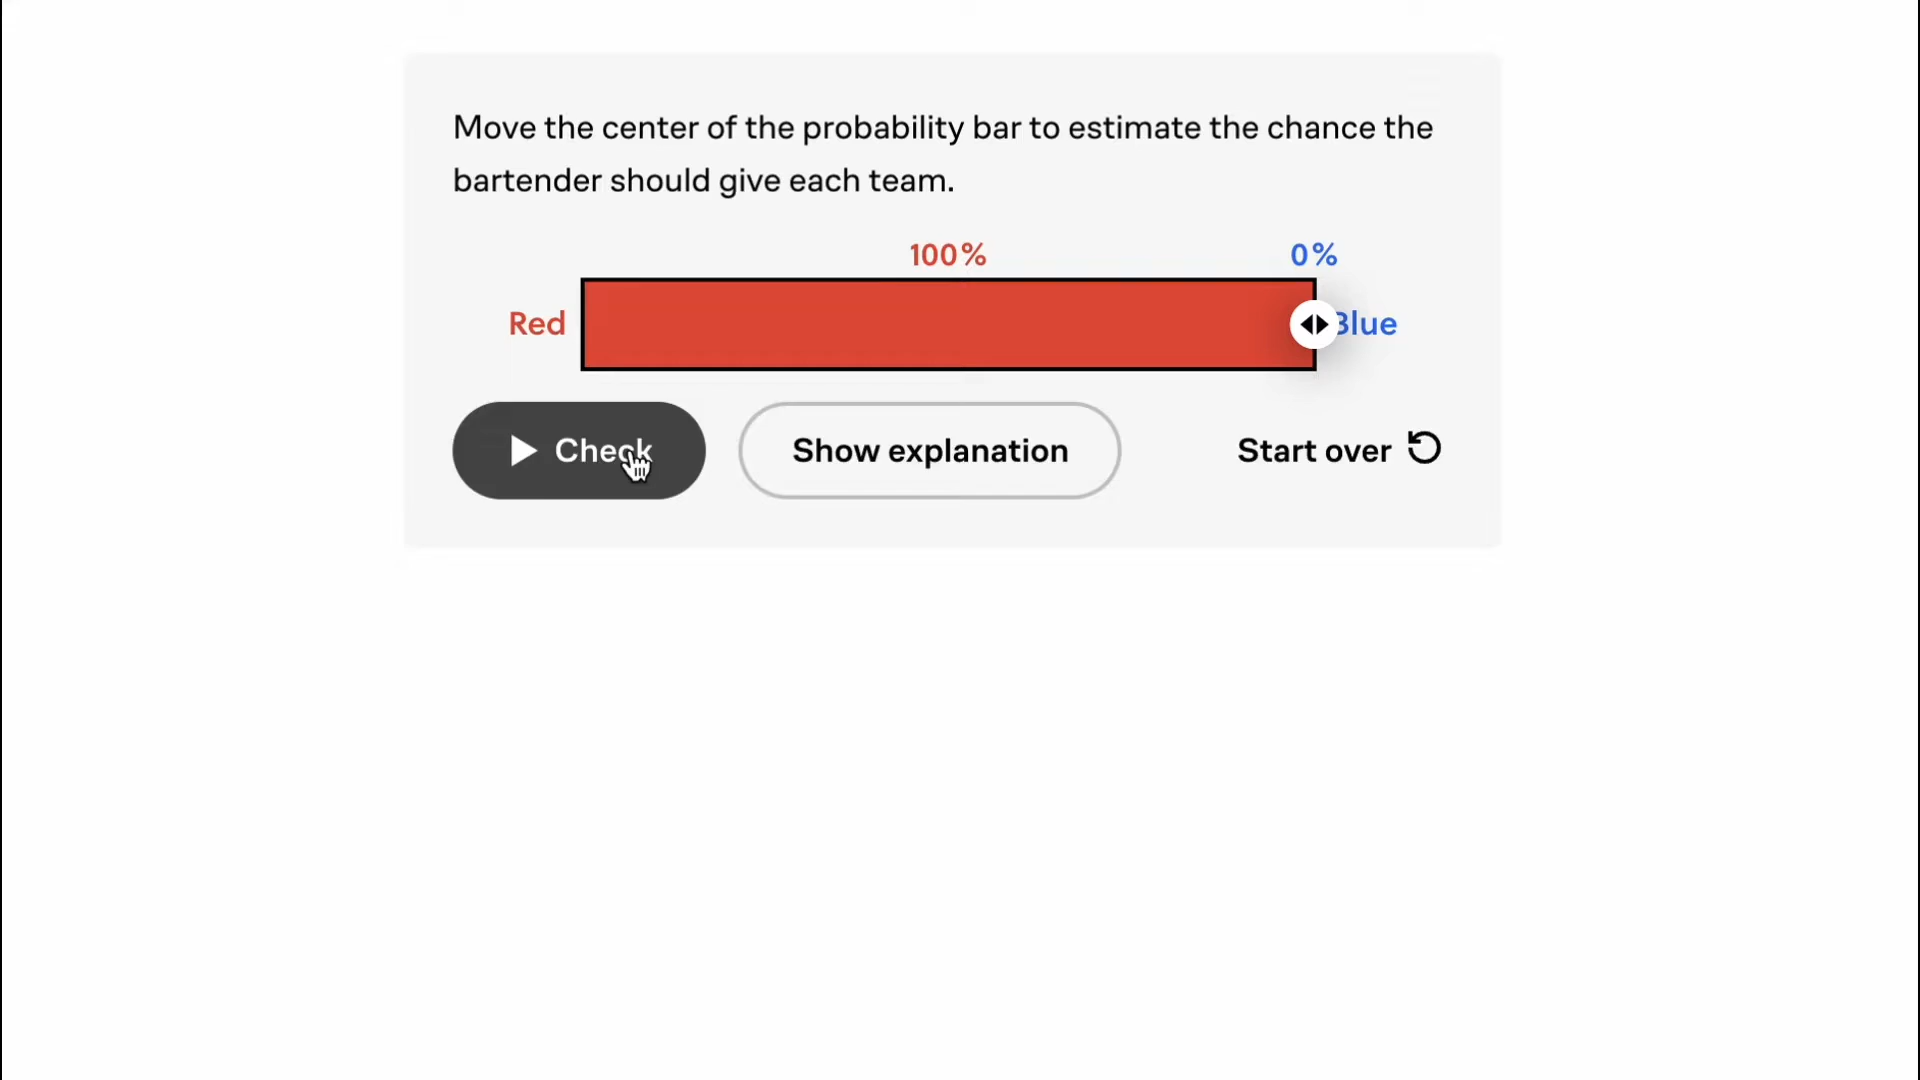 Move the center of the probability bar to estimate the chance the
bartender should give each team.
100% 0%
Red Blue
Check Show explanation Start over